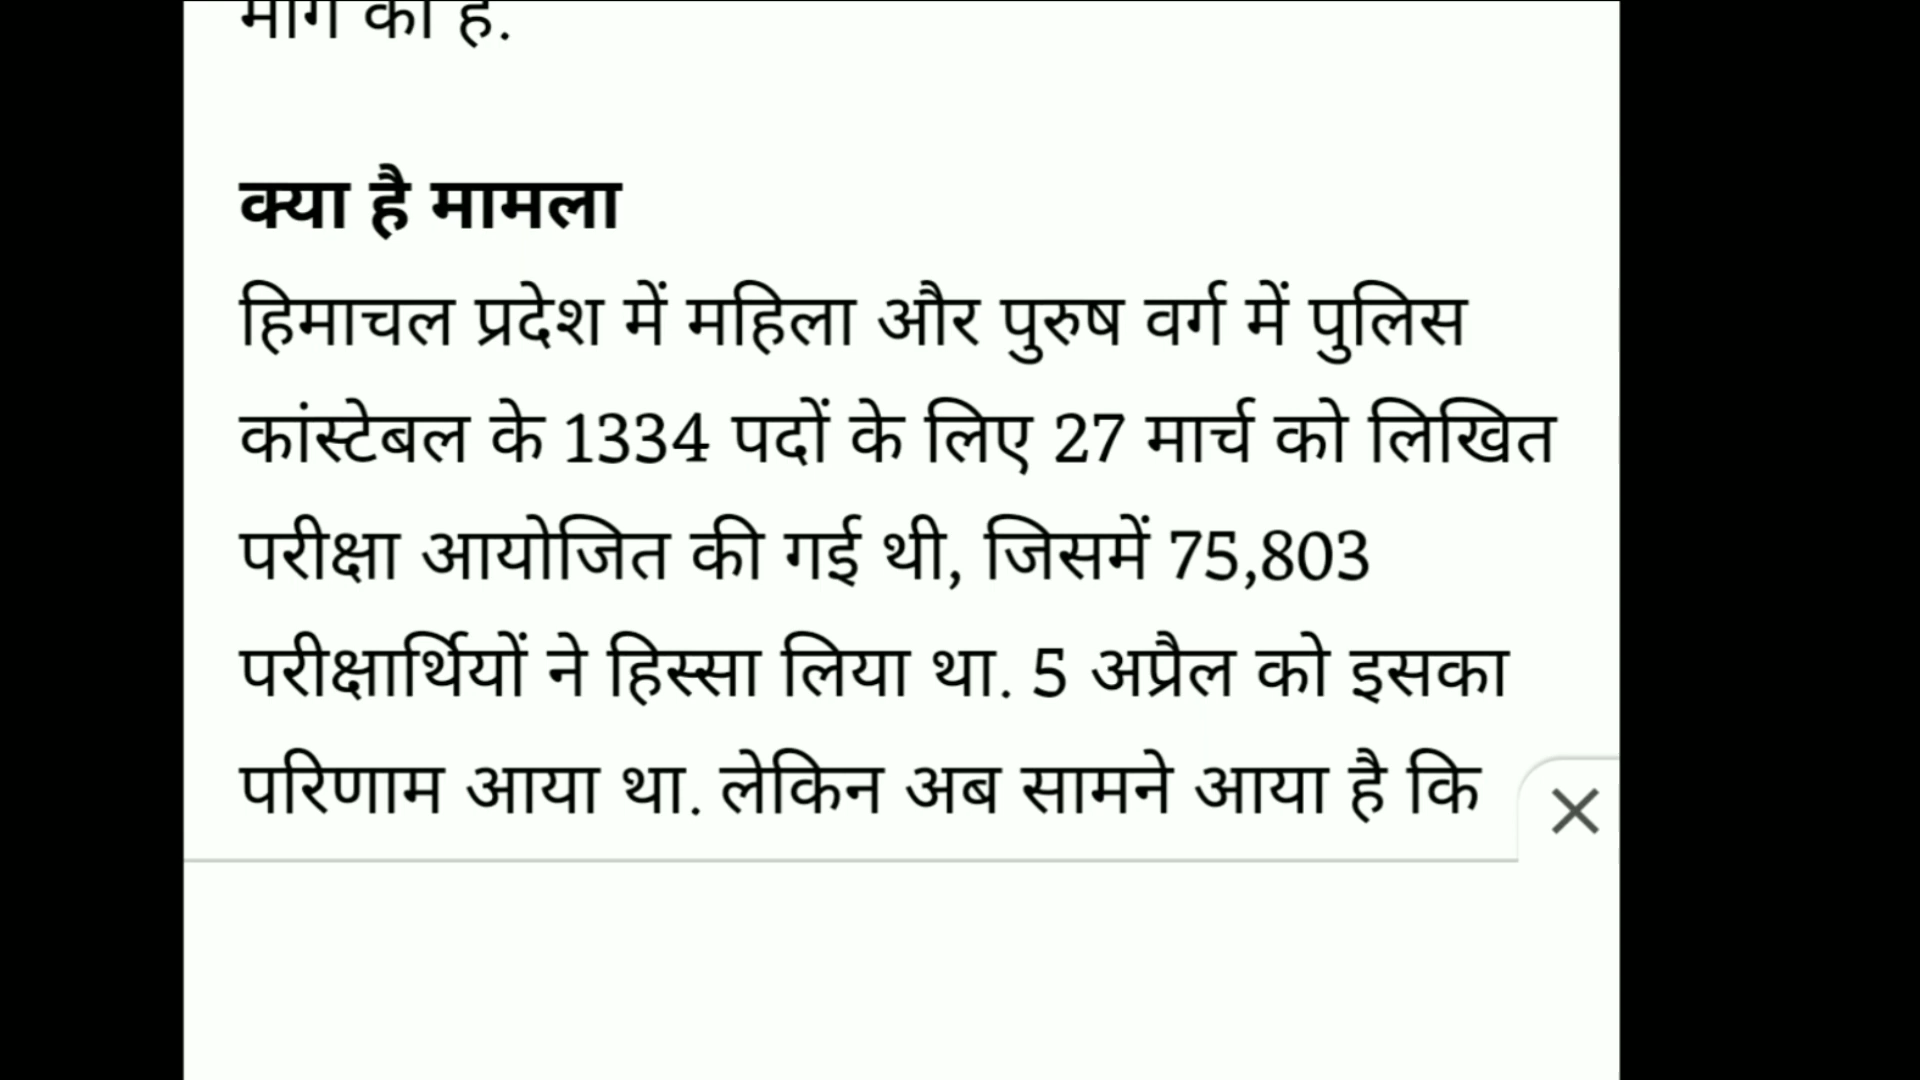 मांग की है.
क्या है मामला
हिमाचल प्रदेश में महिला और पुरुष वर्ग में पुलिस
कांस्टेबल के 1334 पदों के लिए 27 मार्च को लिखित
परीक्षा आयोजित की गई थी, जिसमें 75,803
परीक्षार्थियों ने हिस्सा लिया था. 5 अप्रैल को इसका
परिणाम आया था. लेकिन अब सामने आया है कि